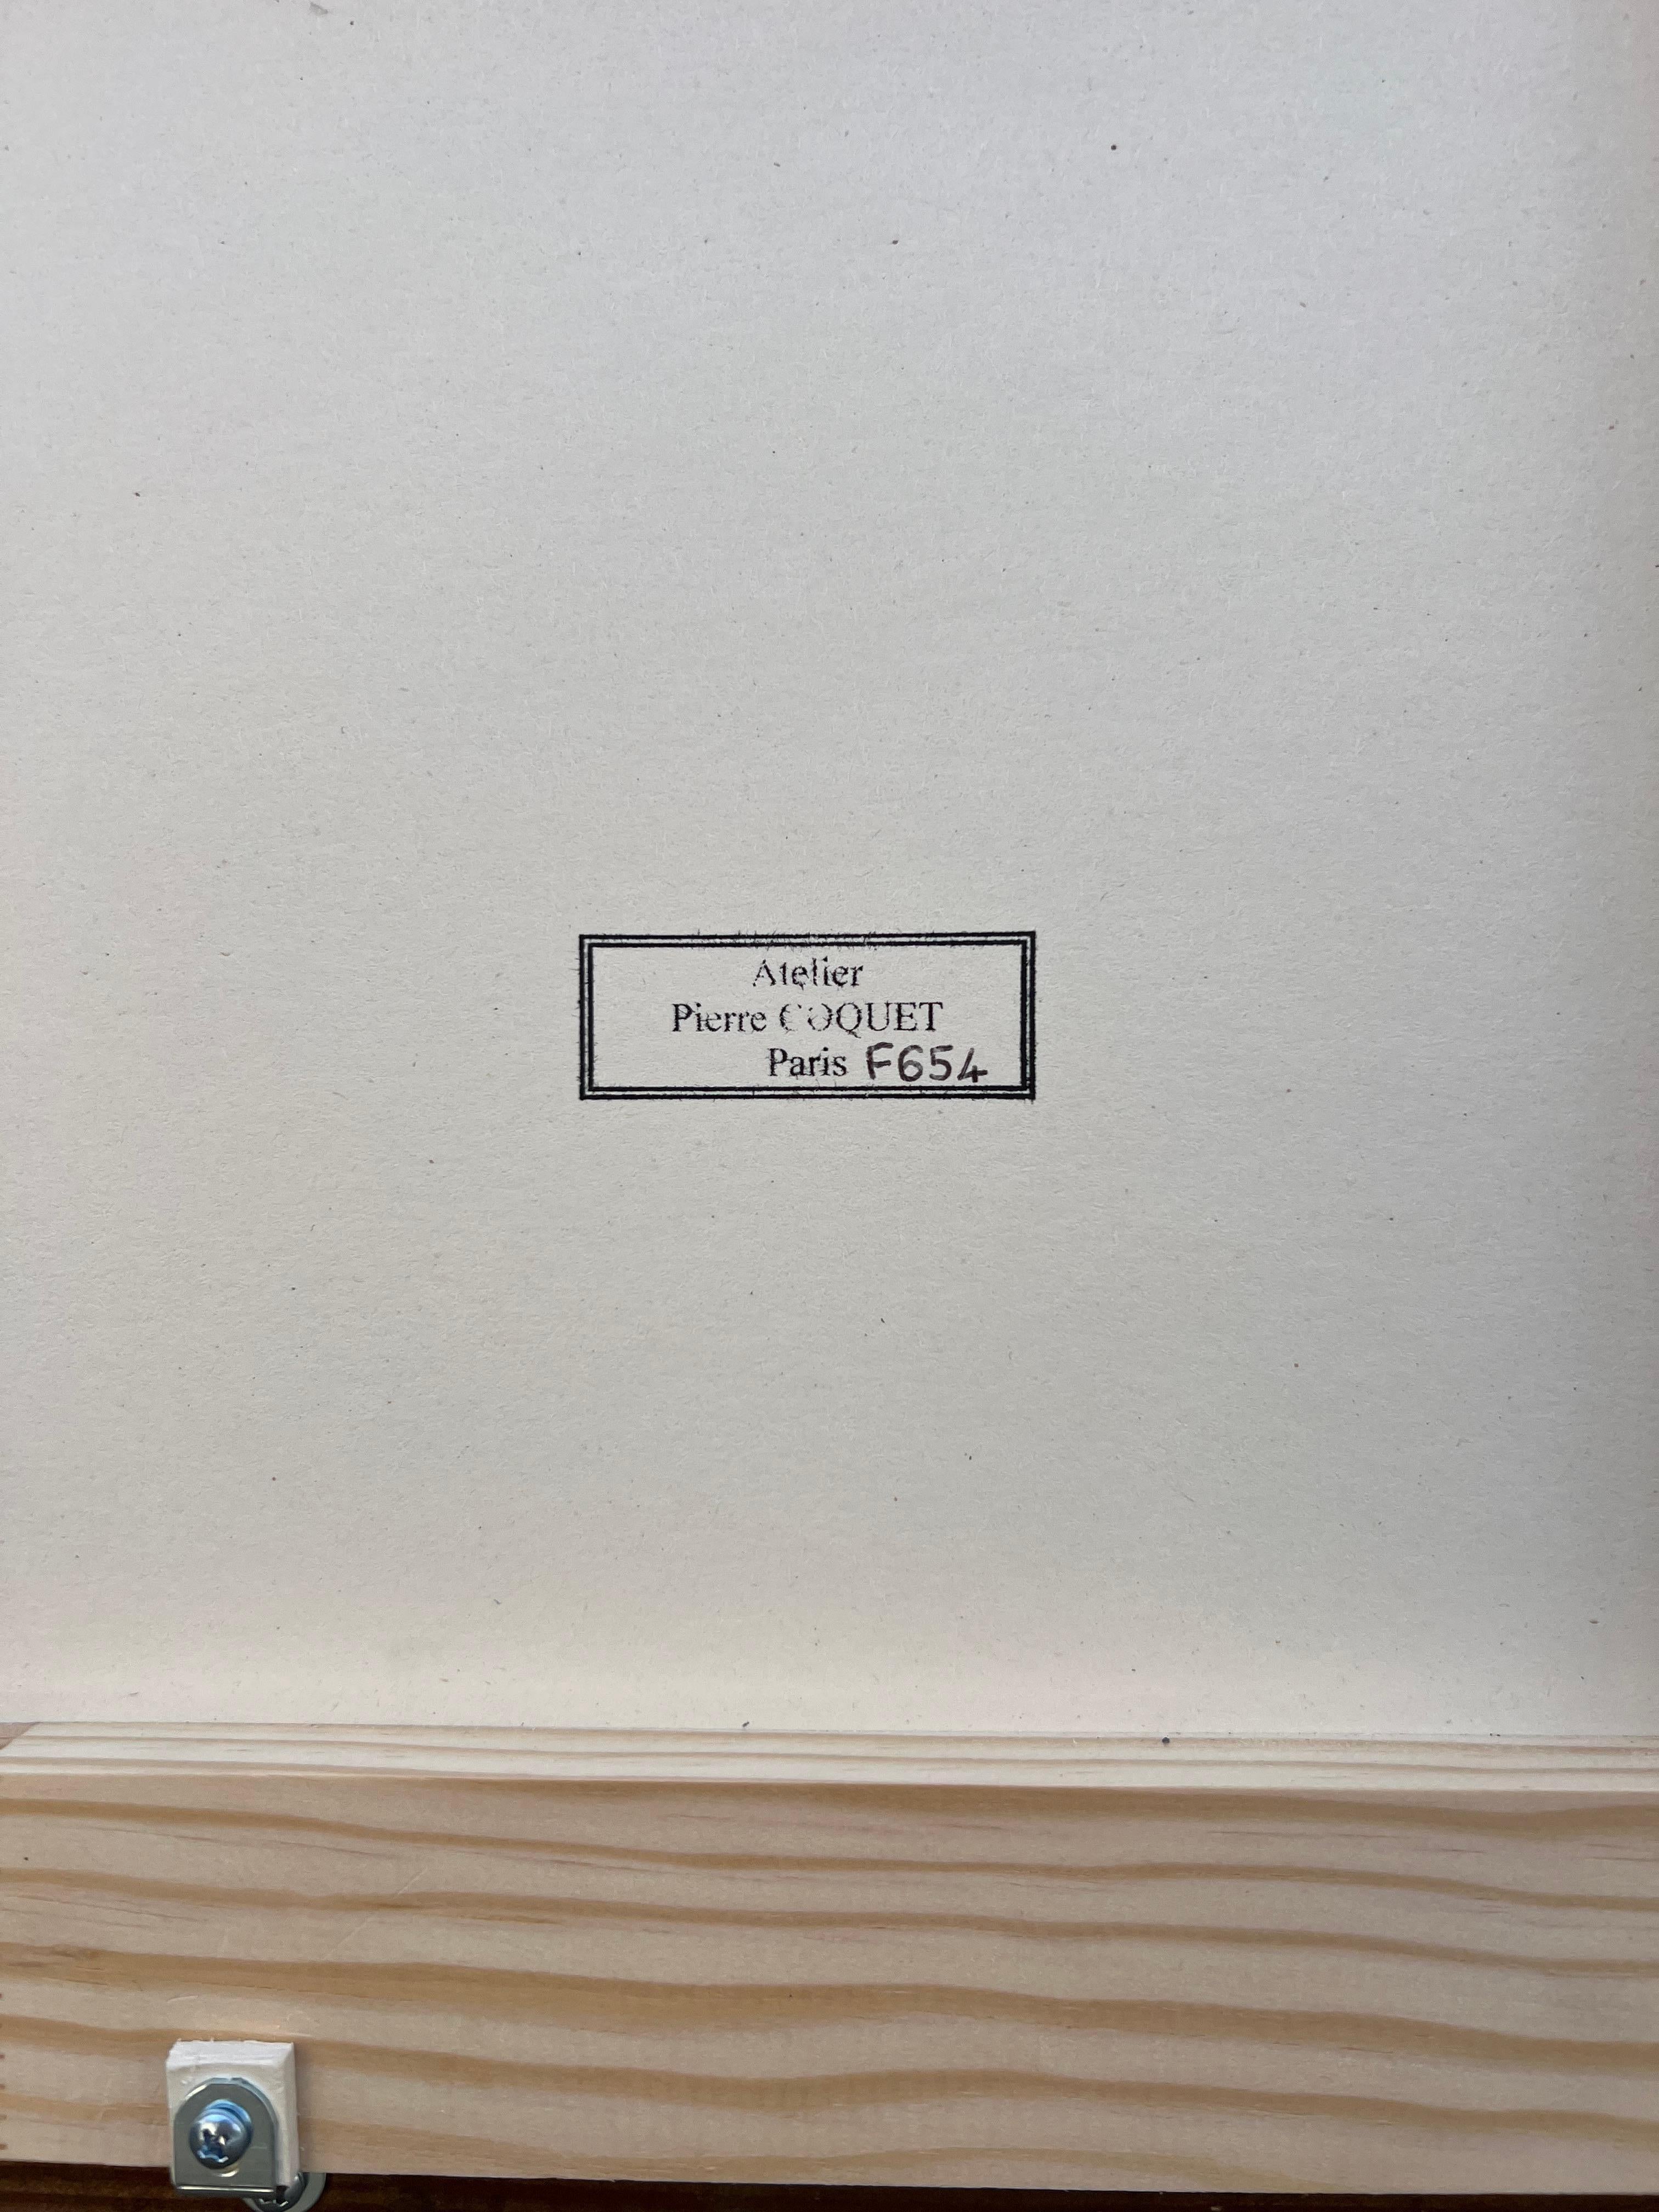 Atelier
Pierre COQUET
Paris F654